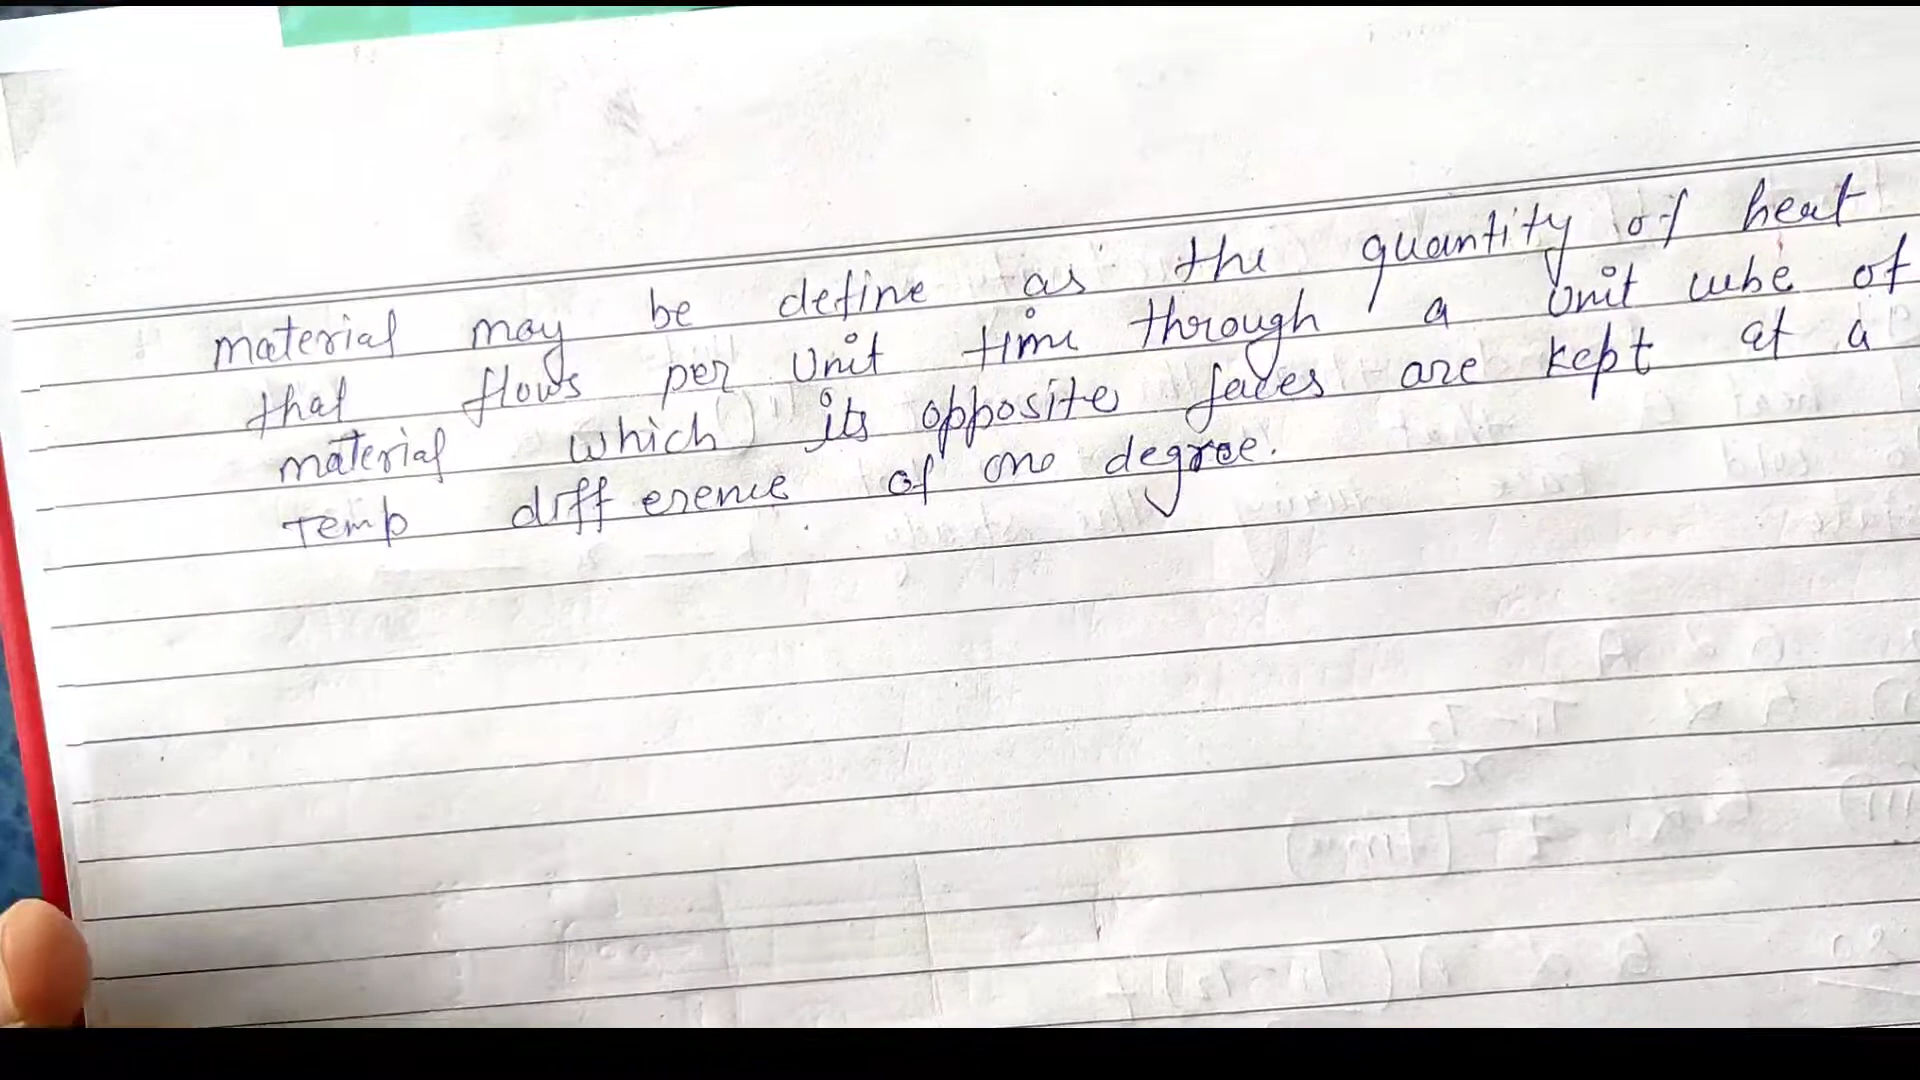 material may be define as the quantity of heat
that flows per Unit time through a Unit cube of
material which its opposite faces are kept at a
Temp difference of one degree.